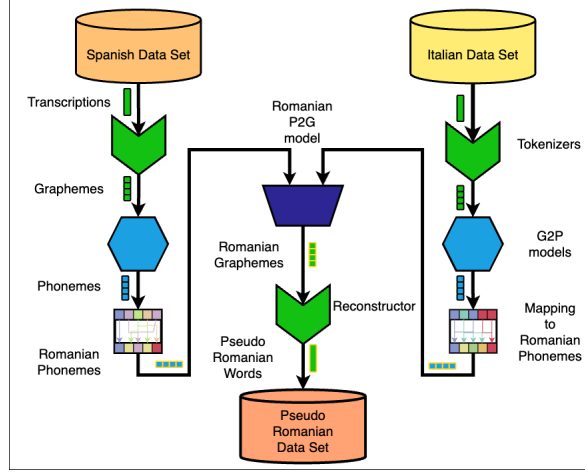 Spanish Data Set
Italian Data Set
Transcriptions
Romanian
P2G
model
Tokenizers
Graphemes
Romanian
Graphemes
G2P
models
Phonemes
Reconstructor
Mapping
to
Romanian
Phonemes
Romanian
Phonemes
Pseudo
Romanian
Words
Pseudo
Romanian
Data Set